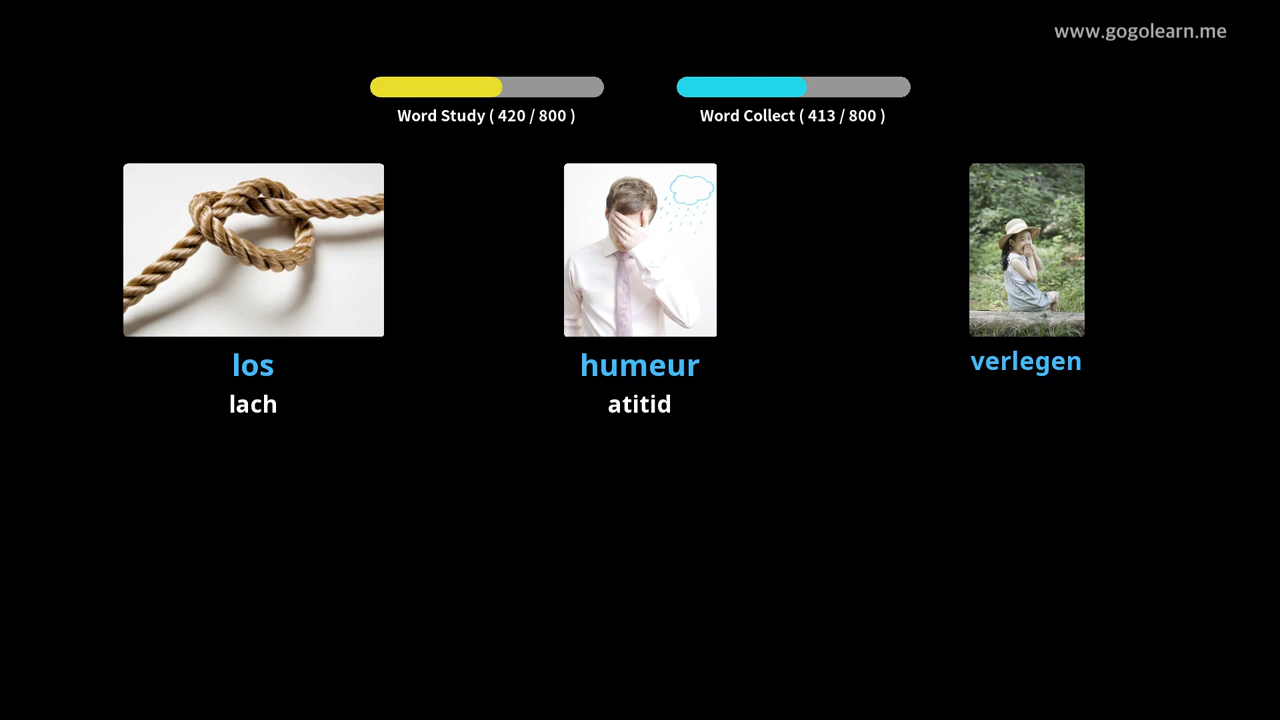 www.gogolearn.me
Word Study ( 420 / 800 )
Word Collect ( 413 / 800 )
los
lach
humeur
atitid
verlegen